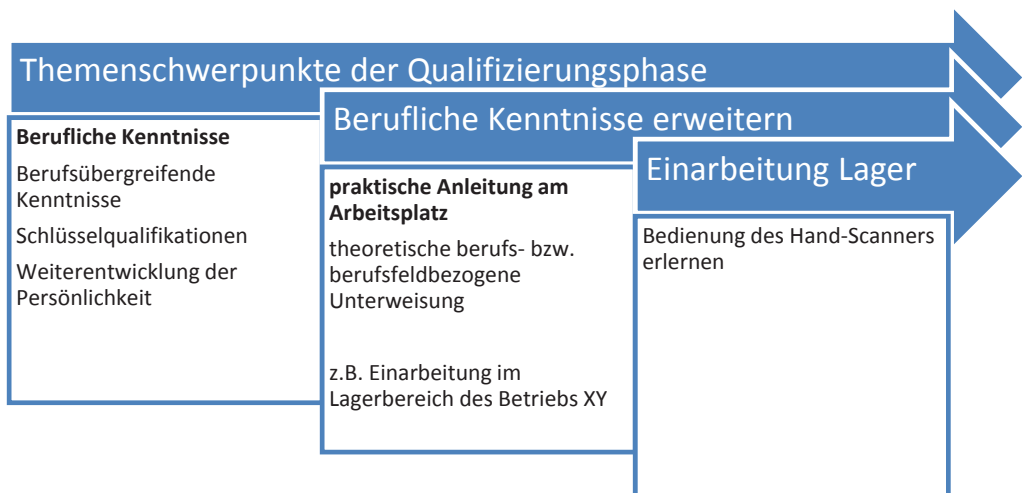 Themenschwerpunkte der Qualifizierungsphase
Berufliche Kenntnisse
Berufsübergreifende
Kenntnisse
Schlüsselqualifikationen
Weiterentwicklung der
Persönlichkeit
Berufliche Kenntnisse erweitern
praktische Anleitung am
Arbeitsplatz
theoretische berufs- bzw.
berufsfeldbezogene
Unterweisung
z.B. Einarbeitung im
Lagerbereich des Betriebs XY
Einarbeitung Lager
Bedienung des Hand-Scanners
erlernen